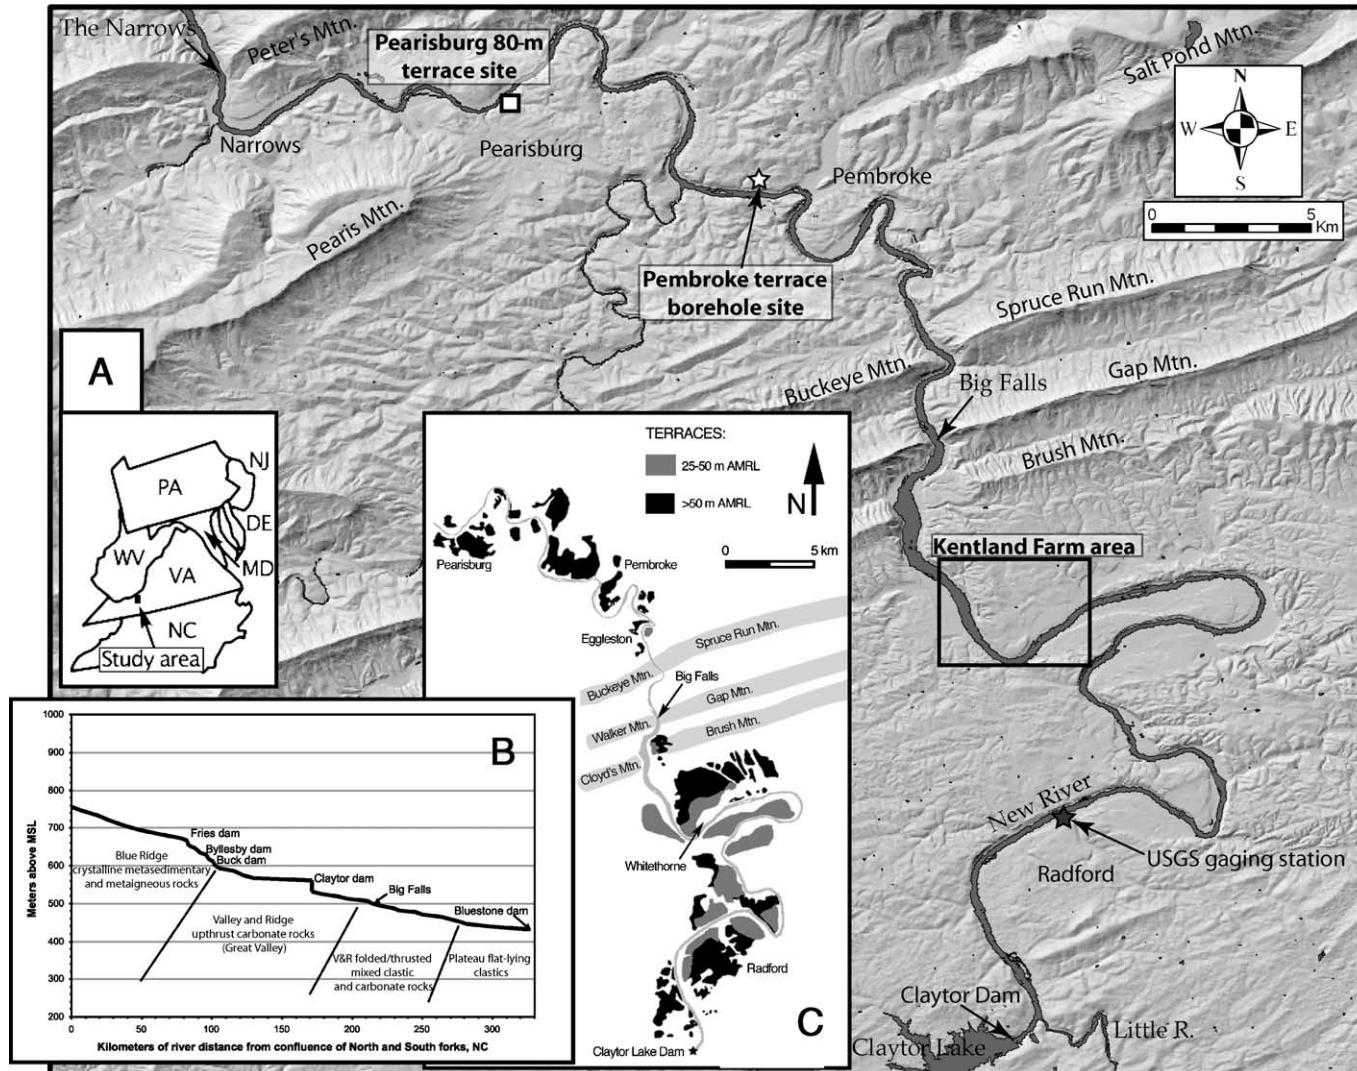 The Narrows
Peter's Mtn.
Pearisburg 80-m
terrace site
Salt Pond Mtn.
N
W
E
S
0
5
Km
Narrows
Pearisburg
Pembroke
Pearis Mtn.
Pembroke terrace
borehole site
Spruce Run Mtn.
Buckeye Mtn.
Big Falls
Gap Mtn.
Brush Mtn.
Kentland Farm area
New River
USGS gaging station
Radford
Claytor Dam
Claytor Lake
Little R.
A
PA
NJ
DE
WV
VA
MD
NC
Study area
B
Meters above MSL
1000
900
800
700
600
500
400
300
200
0
50
100
150
200
250
300
Fries dam
Byllesby dam
Buck dam
Claytor dam
Big Falls
Bluestone dam
Blue Ridge
crystalline metasedimentary
and metaigneous rocks
Valley and Ridge
upthrust carbonate rocks
(Great Valley)
V&R folded/thrusted
mixed clastic
and carbonate rocks
Plateau flat-lying
clastics
Kilometers of river distance from confluence of North and South forks, NC
TERRACES:
25-50 m AMRL
>50 m AMRL
N
0
5 km
Pearisburg
Pembroke
Eggleston
Spruce Run Mtn.
Buckeye Mtn.
Big Falls
Gap Mtn.
Walker Mtn.
Brush Mtn.
Cloyd's Mtn.
Whitethorne
Radford
Claytor Lake Dam
C